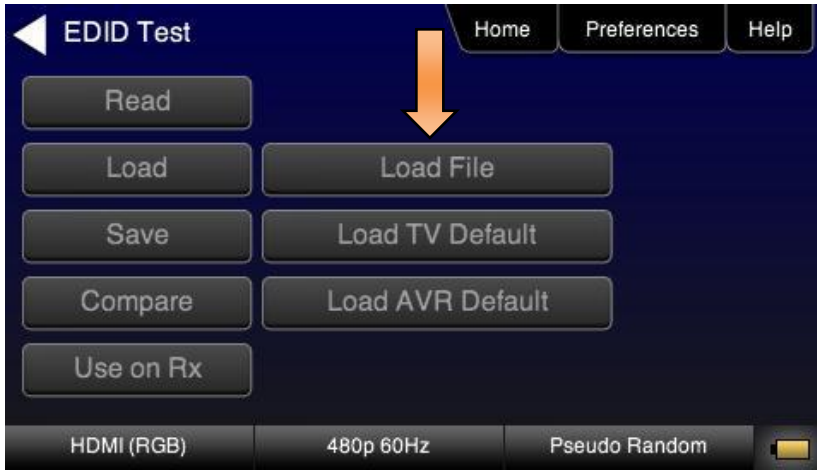 EDID Test Home Preferences Help
Read
Load Load File
Save Load TV Default
Compare Load AVR Default
Use on Rx
HDMI (RGB) 480p 60Hz Pseudo Random